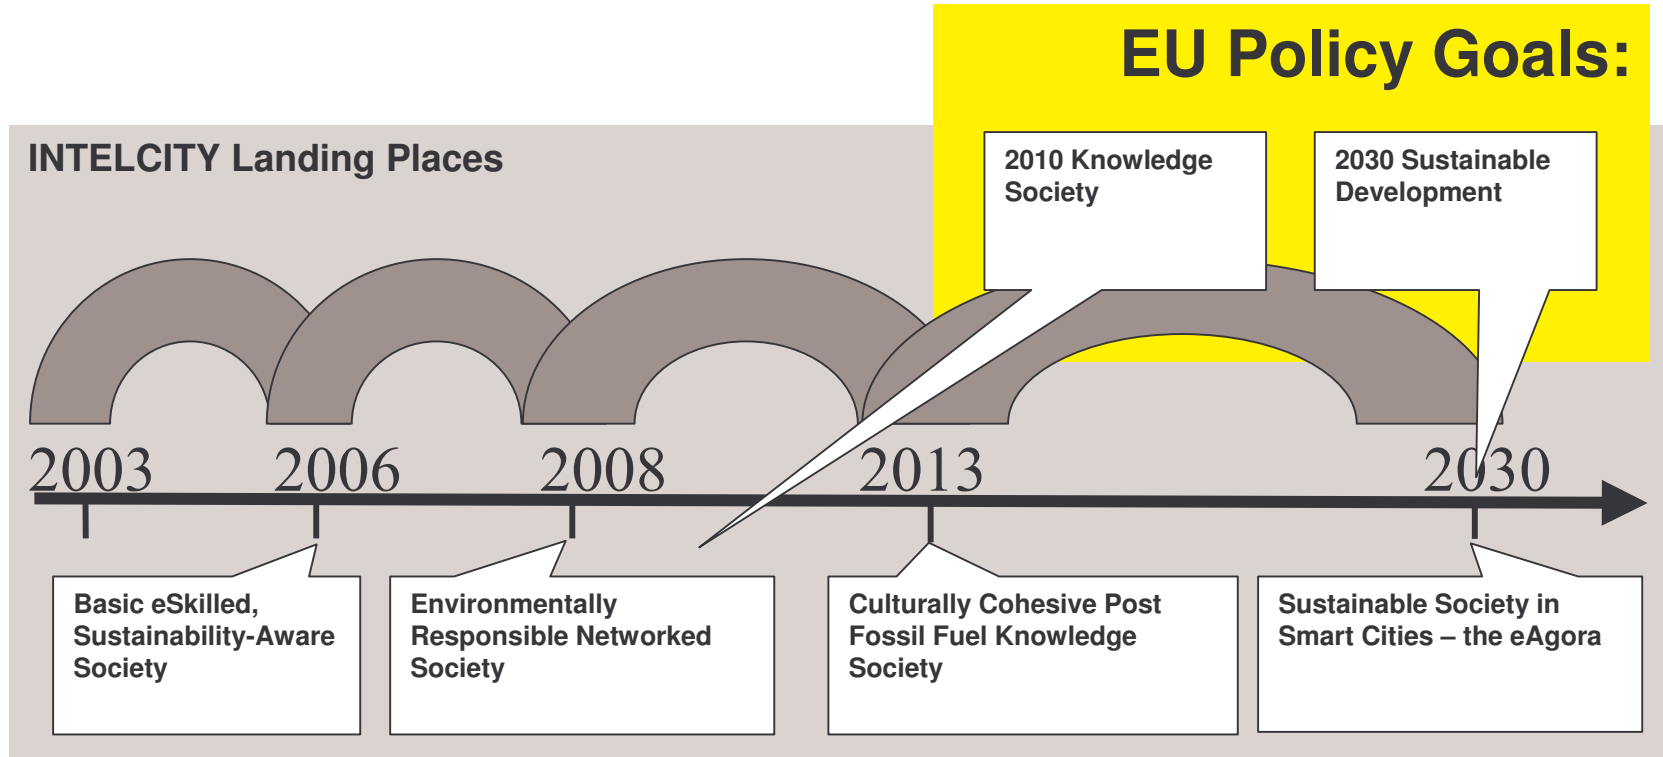 EU Policy Goals:
INTELCITY Landing Places
2010 Knowledge
Society
2030 Sustainable
Development
2003
2006
2008
2013
2030
Basic eSkilled,
Sustainability-Aware
Society
Environmentally
Responsible Networked
Society
Culturally Cohesive Post
Fossil Fuel Knowledge
Society
Sustainable Society in
Smart Cities – the eAgora